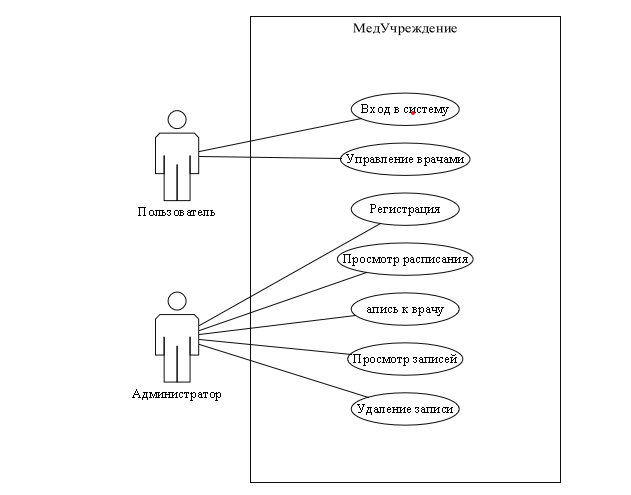 МедУчреждение
Вход в систему
Управление врачами
Пользователь
Регистрация
Просмотр расписания
апись к врачу
Просмотр записей
Администратор
Удаление записи